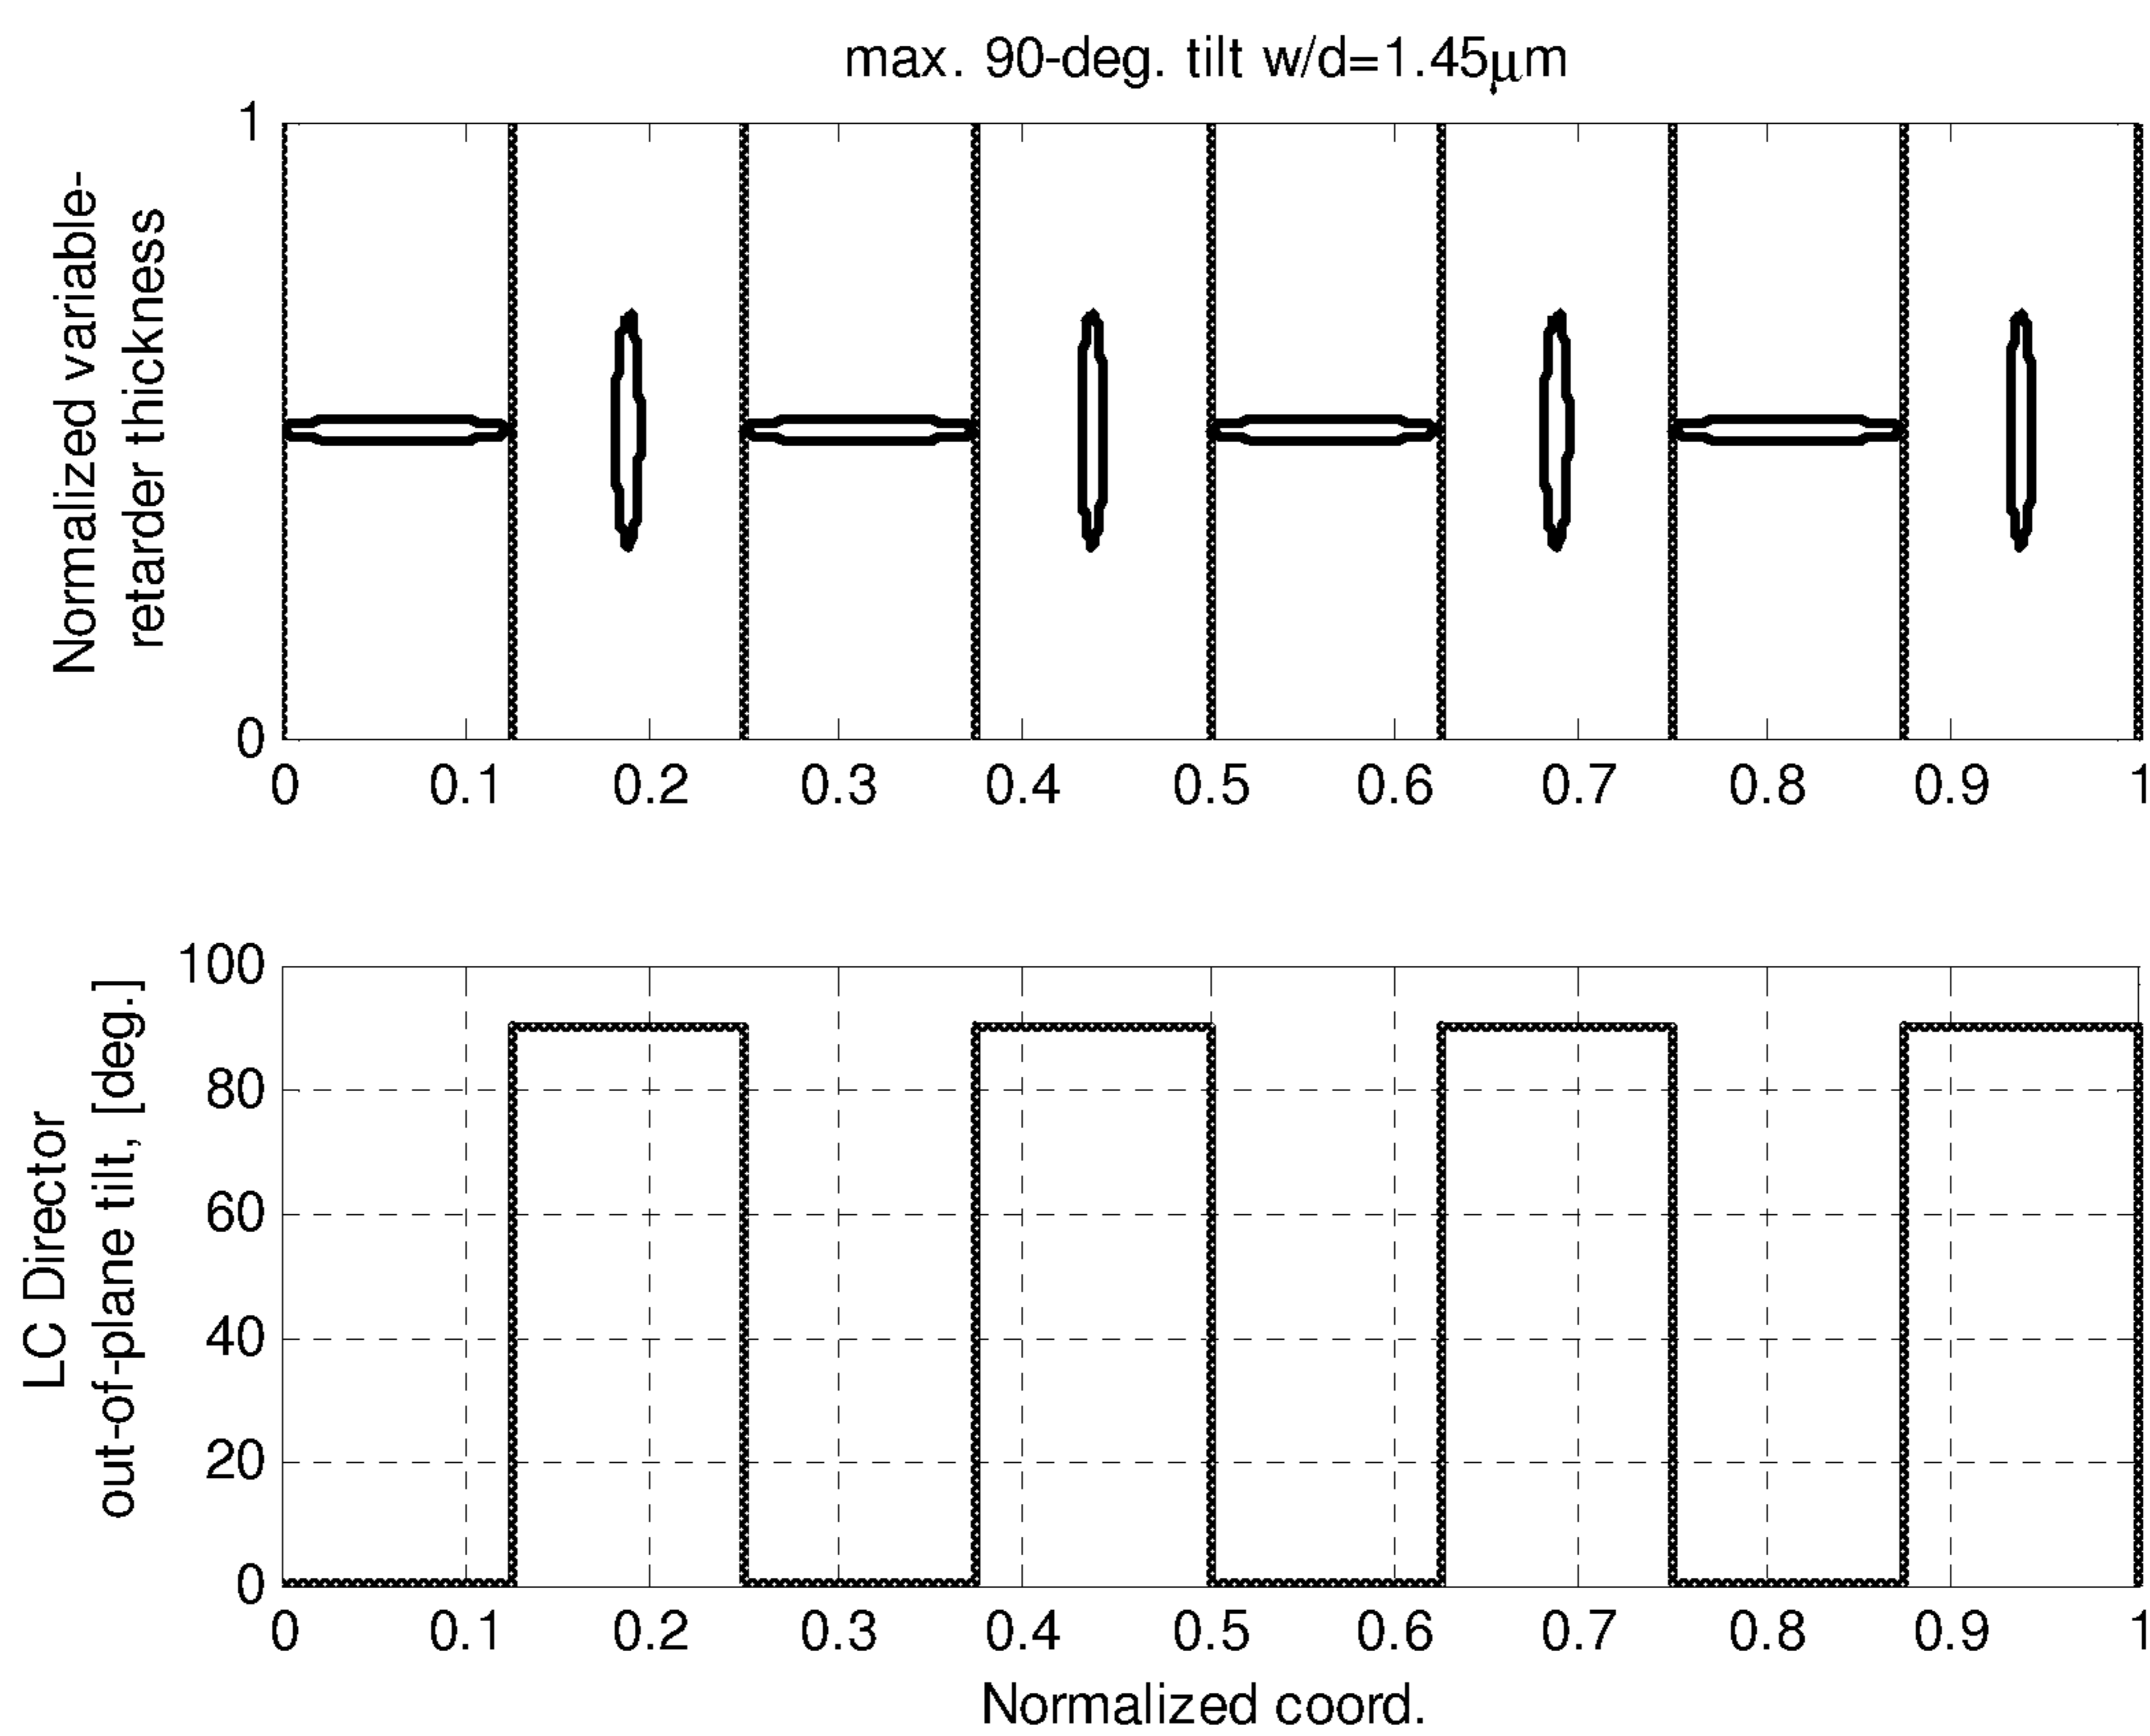 max. 90-deg. tilt w/d=1.45μm
Normalized variable-
retarder thickness
1
0
0 0.1 0.2 0.3 0.4 0.5 0.6 0.7 0.8 0.9 1
LC Director
out-of-plane tilt, [deg.]
100
80
60
40
20
0
0 0.1 0.2 0.3 0.4 0.5 0.6 0.7 0.8 0.9 1
Normalized coord.